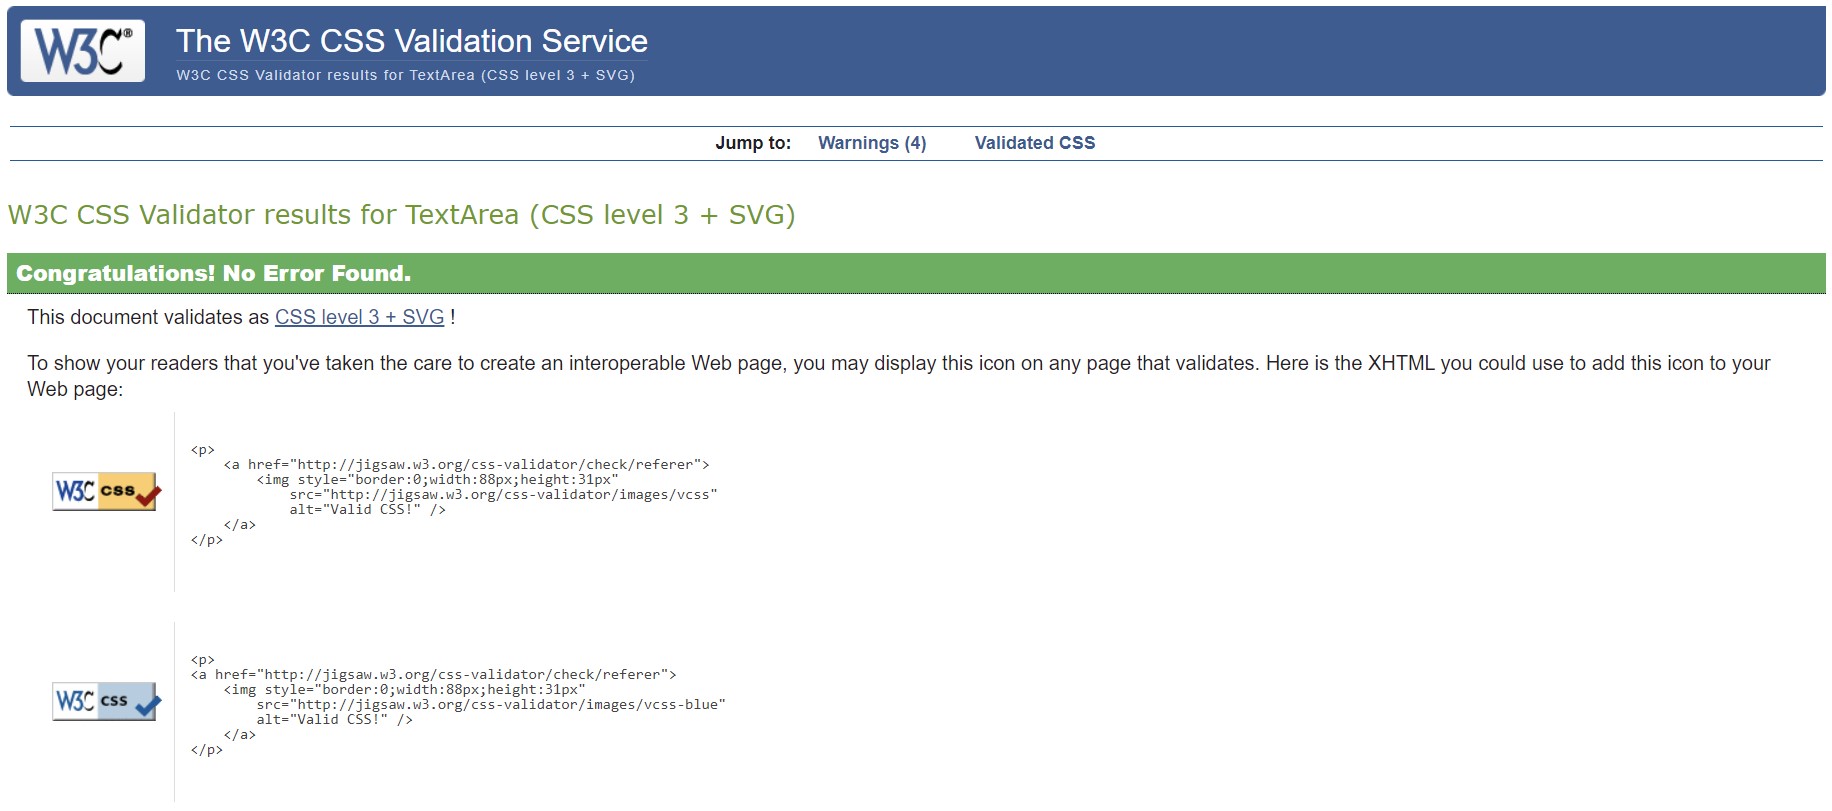 W3C®
The W3C CSS Validation Service
W3C CSS Validator results for TextArea (CSS level 3 + SVG)
Jump to: Warnings (4) Validated CSS
W3C CSS Validator results for TextArea (CSS level 3 + SVG)
Congratulations! No Error Found.
This document validates as CSS level 3 + SVG !
To show your readers that you've taken the care to create an interoperable Web page, you may display this icon on any page that validates. Here is the XHTML you could use to add this icon to your
Web page:
W3C css
<p>
    <a href="http://jigsaw.w3.org/css-validator/check/referer">
        <img style="border:0;width:88px;height:31px"
            src="http://jigsaw.w3.org/css-validator/images/vcss"
            alt="Valid CSS!" />
    </a>
</p>
W3C css
<p>
<a href="http://jigsaw.w3.org/css-validator/check/referer">
    <img style="border:0;width:88px;height:31px"
        src="http://jigsaw.w3.org/css-validator/images/vcss-blue"
        alt="Valid CSS!" />
    </a>
</p>